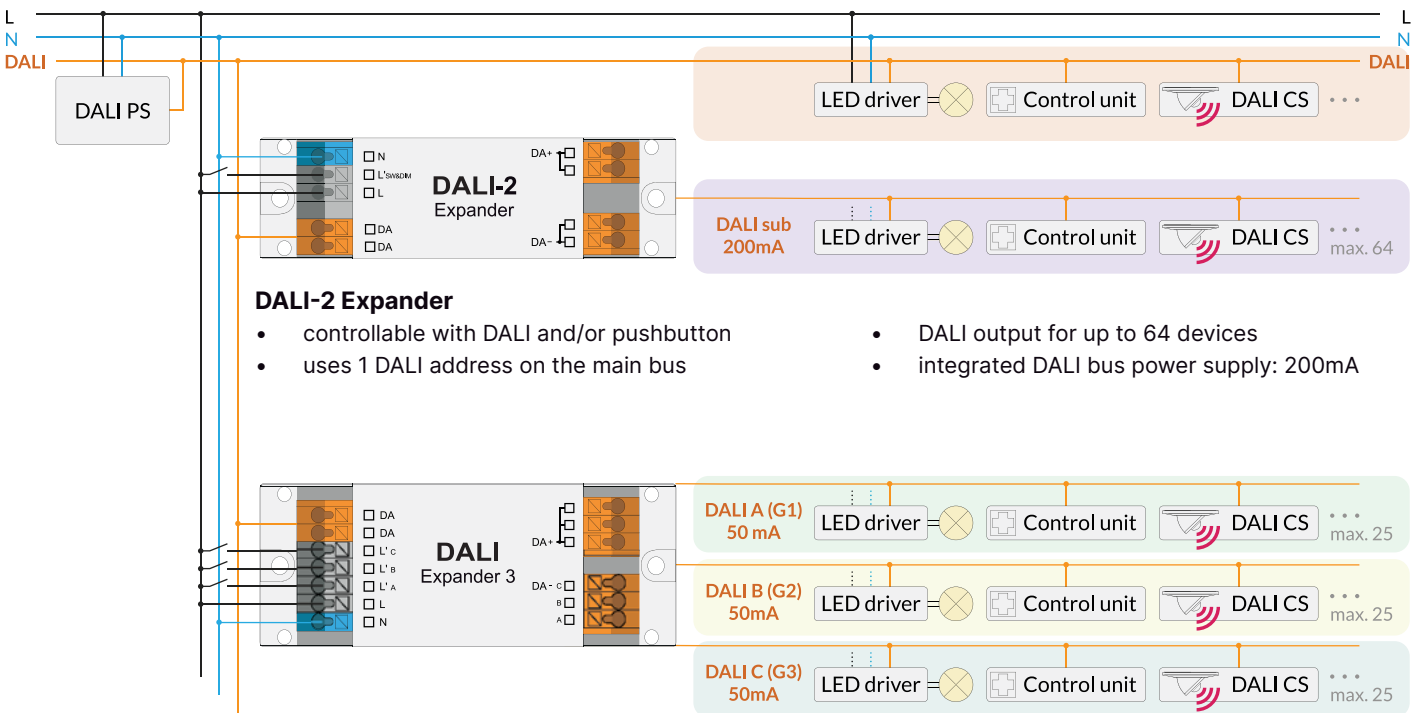 L L
N N
DALI DALI
DALI PS
LED driver Control unit DALI CS ...
N
L'SW&DIM
L
DA
DA
DALI-2
Expander
DA+
DA-
DALI sub
200mA
LED driver Control unit DALI CS ...
max. 64
DALI-2 Expander
• controllable with DALI and/or pushbutton
• uses 1 DALI address on the main bus
• DALI output for up to 64 devices
• integrated DALI bus power supply: 200mA
DA
DA
L' C
L' B
L' A
L
N
DALI
Expander 3
DA+
DA- C
B
A
DALI A (G1)
50 mA
LED driver Control unit DALI CS ...
max. 25
DALI B (G2)
50mA
LED driver Control unit DALI CS ...
max. 25
DALI C (G3)
50mA
LED driver Control unit DALI CS ...
max. 25